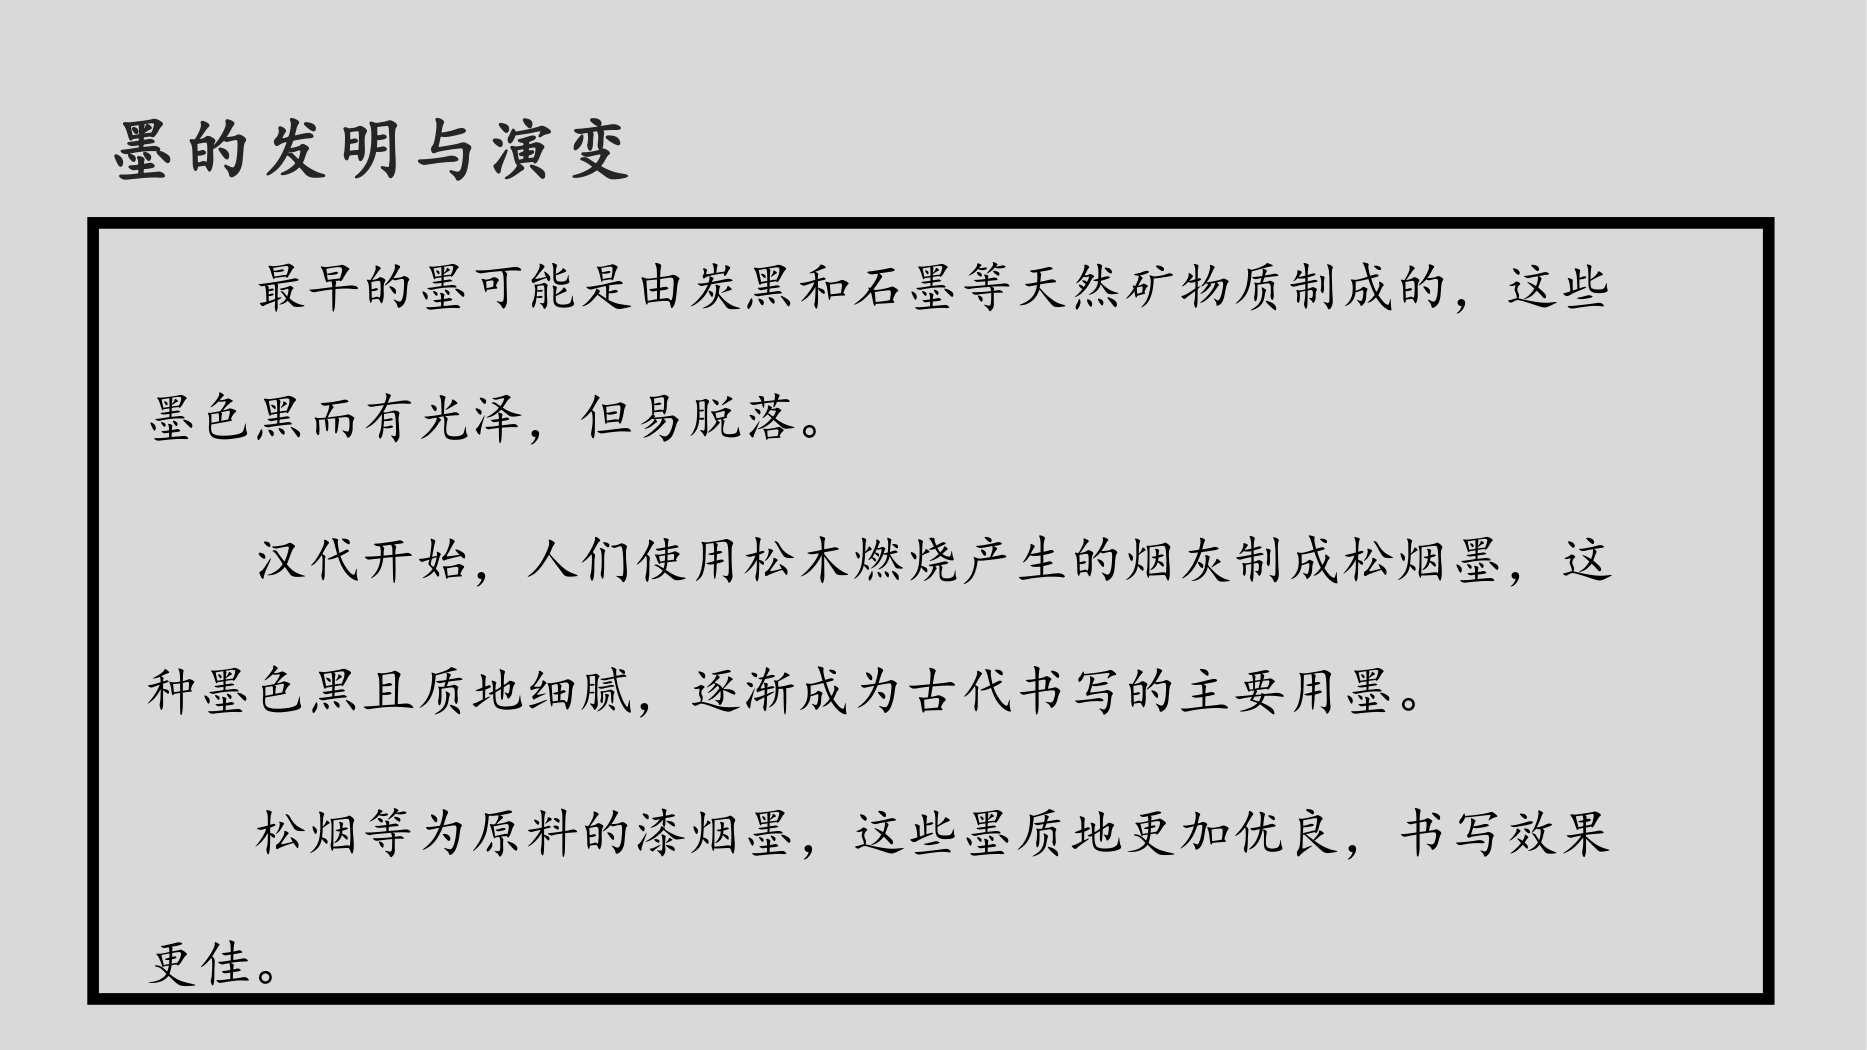 墨的发明与演变
最早的墨可能是由炭黑和石墨等天然矿物质制成的，这些
墨色黑而有光泽，但易脱落。
汉代开始，人们使用松木燃烧产生的烟灰制成松烟墨，这
种墨色黑且质地细腻，逐渐成为古代书写的主要用墨。
松烟等为原料的漆烟墨，这些墨质地更加优良，书写效果
更佳。